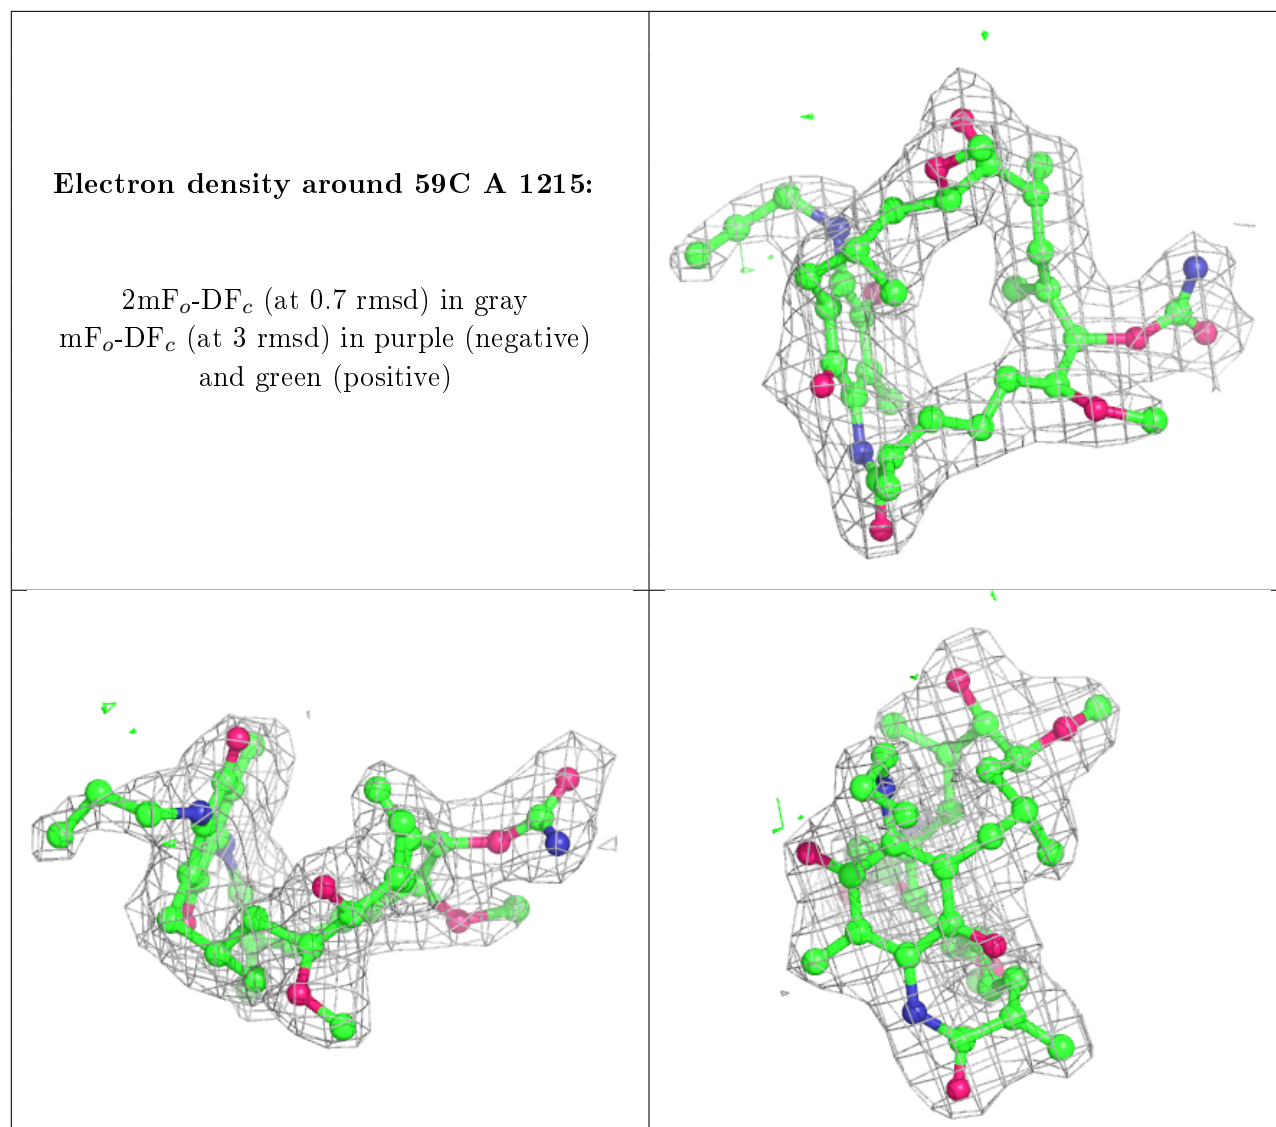 Electron density around 59C A 1215:
2mFo-DFc (at 0.7 rmsd) in gray
mFo-DFc (at 3 rmsd) in purple (negative)
and green (positive)